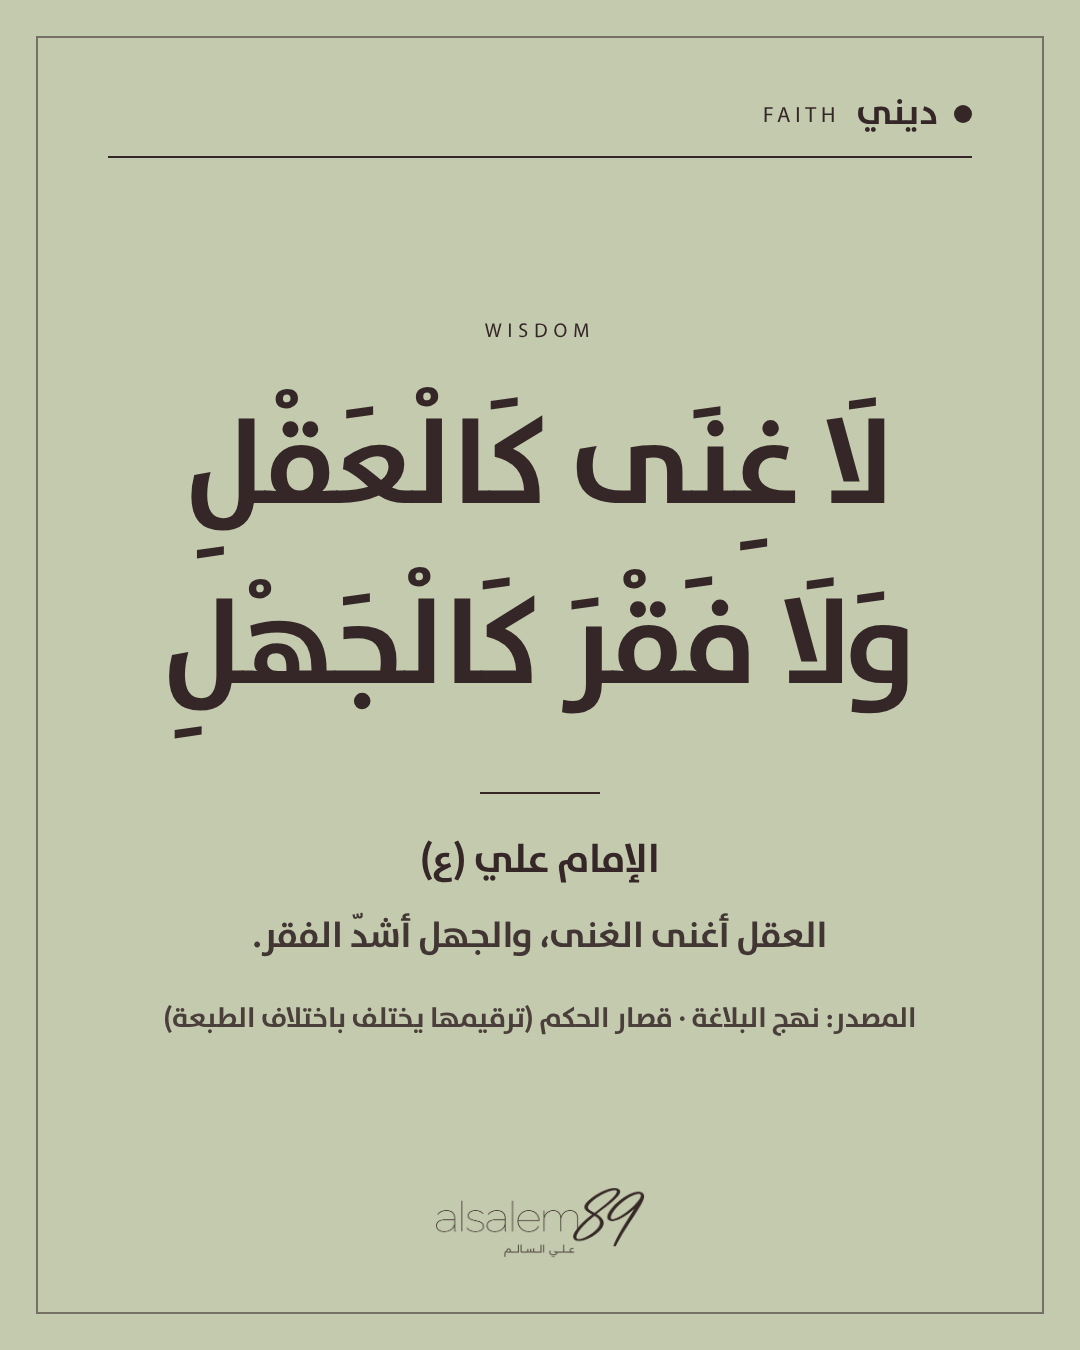 ديني FAITH
WISDOM
لَا غِنَى كَالْعَقْلِ
وَلَا فَقْرَ كَالْجَهْلِ
الإمام علي (ع)
العقل أغنى الغنى، والجهل أشدّ الفقر.
المصدر: نهج البلاغة · قصار الحكم (ترقيمها يختلف باختلاف الطبعة)
alsalem89
علي السالم